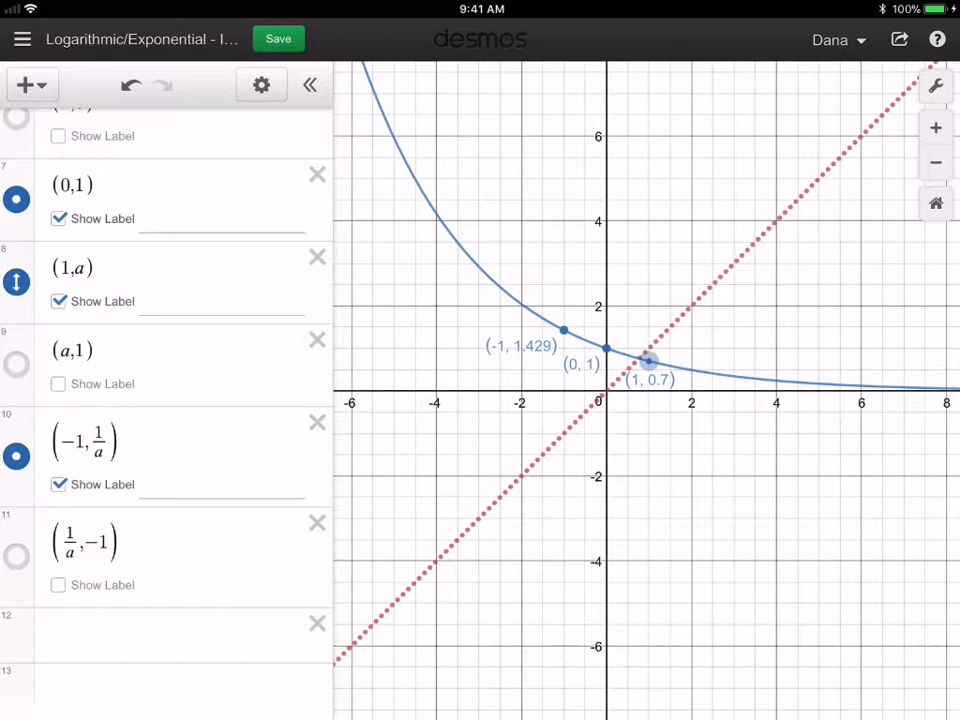 9:41 AM
100%
Logarithmic/Exponential - I...
Save
desmos
Dana
Show Label
7
(0,1)
Show Label
8
(1,a)
Show Label
9
(a,1)
Show Label
10
(−1,1/a)
Show Label
11
(1/a,−1)
Show Label
12
13
6
4
2
(-1, 1.429)
(0, 1)
(1, 0.7)
-6
-4
-2
0
2
4
6
8
-2
-4
-6